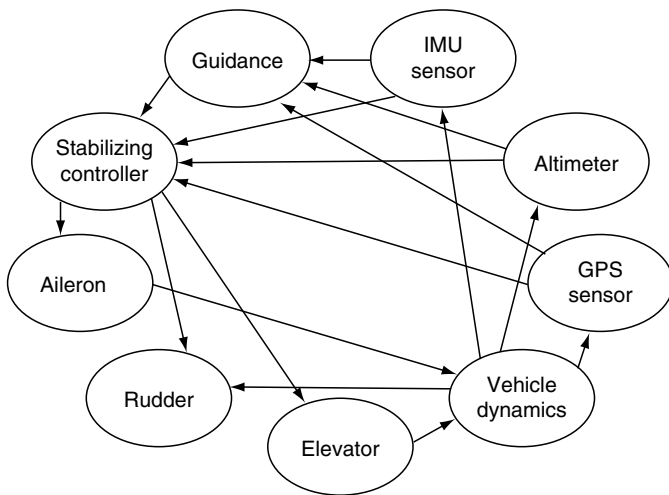 Guidance
IMU
sensor
Stabilizing
controller
Altimeter
Aileron
GPS
sensor
Rudder
Vehicle
dynamics
Elevator